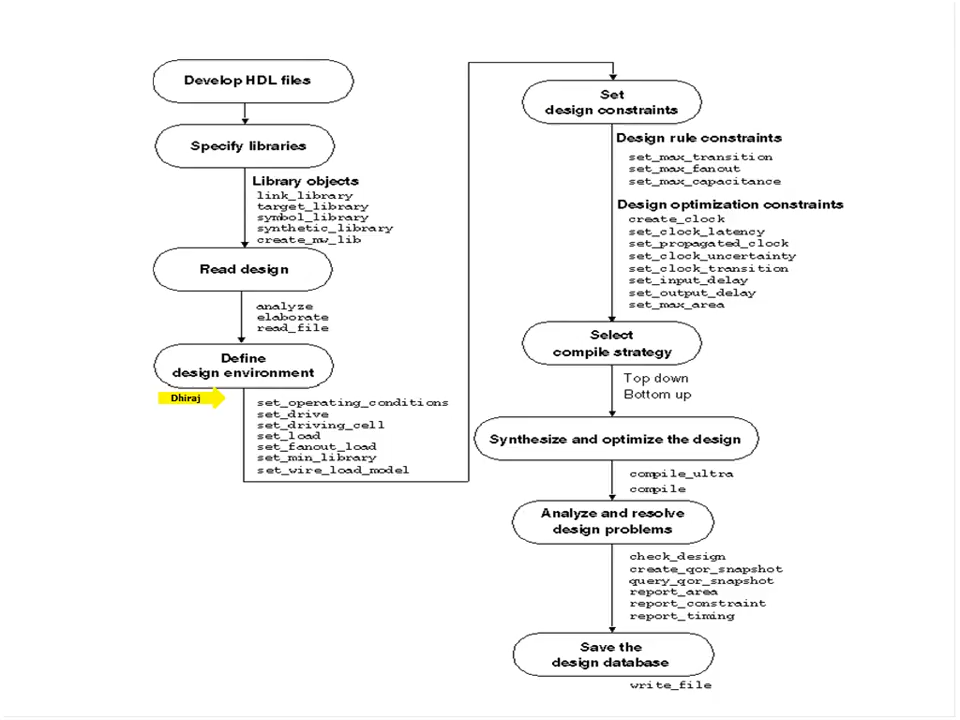 Develop HDL files
Specify libraries
Library objects
link_library
target_library
symbol_library
synthetic_library
create_mw_lib
Read design
analyze
elaborate
read_file
Define
design environment
Dhiraj
set_operating_conditions
set_drive
set_driving_cell
set_load
set_fanout_load
set_min_library
set_wire_load_model
Set
design constraints
Design rule constraints
set_max_transition
set_max_fanout
set_max_capacitance
Design optimization constraints
create_clock
set_clock_latency
set_propagated_clock
set_clock_uncertainty
set_clock_transition
set_input_delay
set_output_delay
set_max_area
Select
compile strategy
Top down
Bottom up
Synthesize and optimize the design
compile_ultra
compile
Analyze and resolve
design problems
check_design
create_qor_snapshot
query_qor_snapshot
report_area
report_constraint
report_timing
Save the
design database
write_file